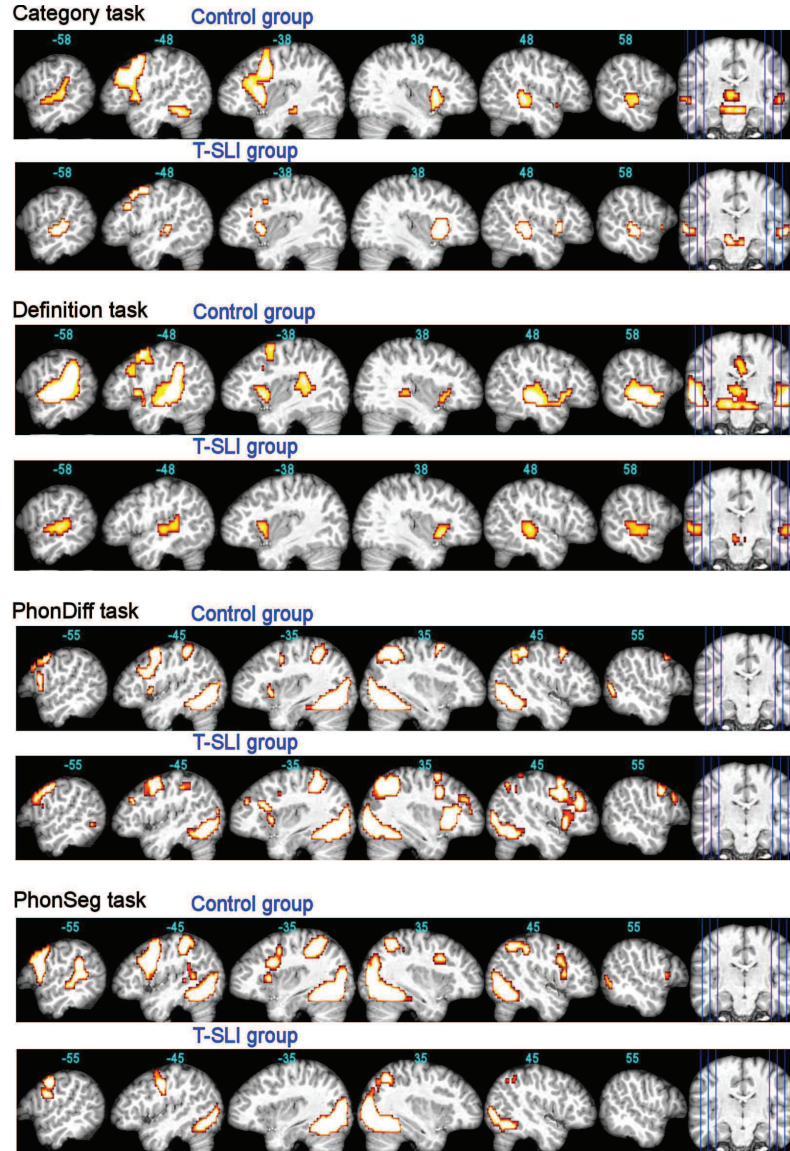 Category task
Control group
-58 -48 -38 38 48 58
T-SLI group
-58 -48 -38 38 48 58
Definition task
Control group
-58 -48 -38 38 48 58
T-SLI group
-58 -48 -38 38 48 58
PhonDiff task
Control group
-55 -45 -35 35 45 55
T-SLI group
-55 -45 -35 35 45 55
PhonSeg task
Control group
-55 -45 -35 35 45 55
T-SLI group
-55 -45 -35 35 45 55